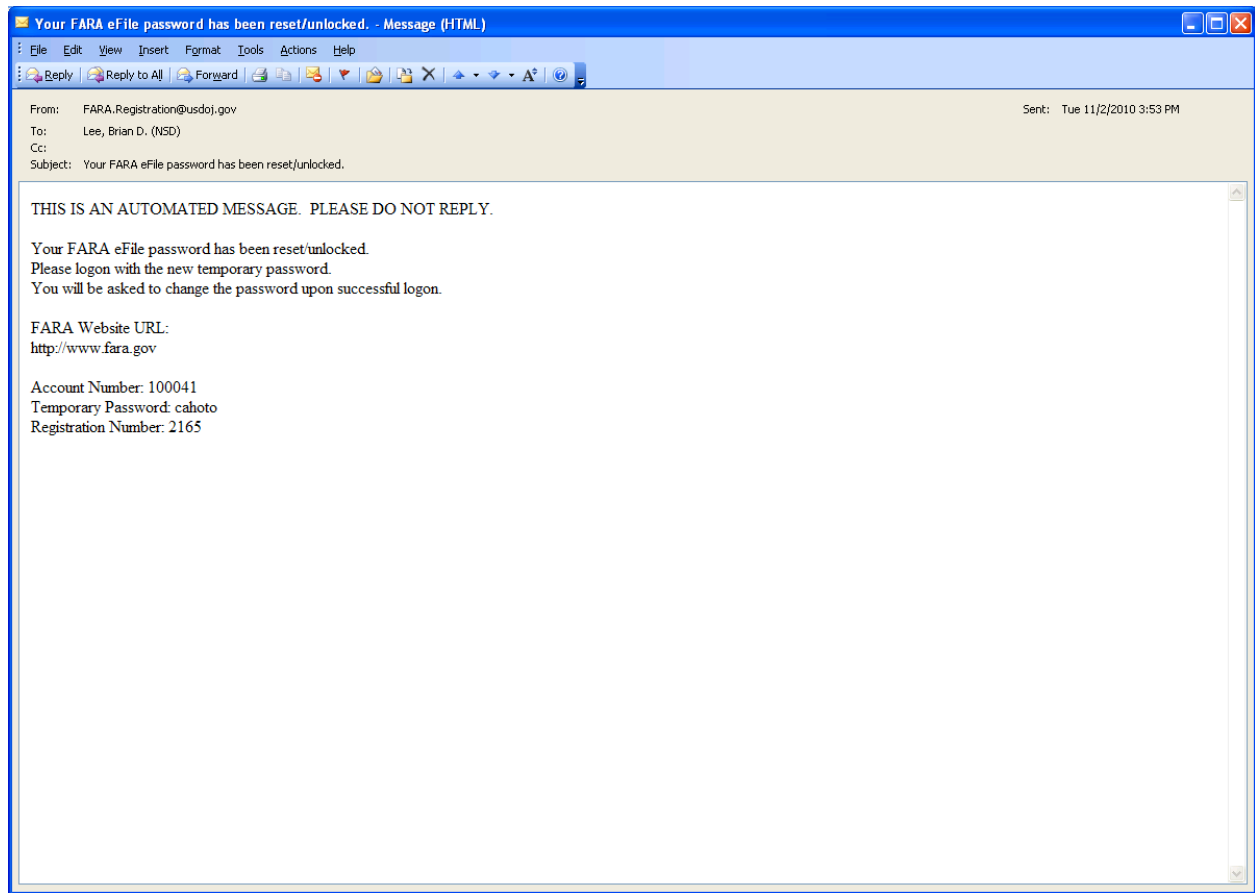 Your FARA eFile password has been reset/unlocked. - Message (HTML)
File Edit View Insert Format Tools Actions Help
Reply Reply to All Forward
From: FARA.Registration@usdoj.gov Sent: Tue 11/2/2010 3:53 PM
To: Lee, Brian D. (NSD)
Cc:
Subject: Your FARA eFile password has been reset/unlocked.
THIS IS AN AUTOMATED MESSAGE. PLEASE DO NOT REPLY.
Your FARA eFile password has been reset/unlocked.
Please logon with the new temporary password.
You will be asked to change the password upon successful logon.
FARA Website URL:
http://www.fara.gov
Account Number: 100041
Temporary Password: cahoto
Registration Number: 2165